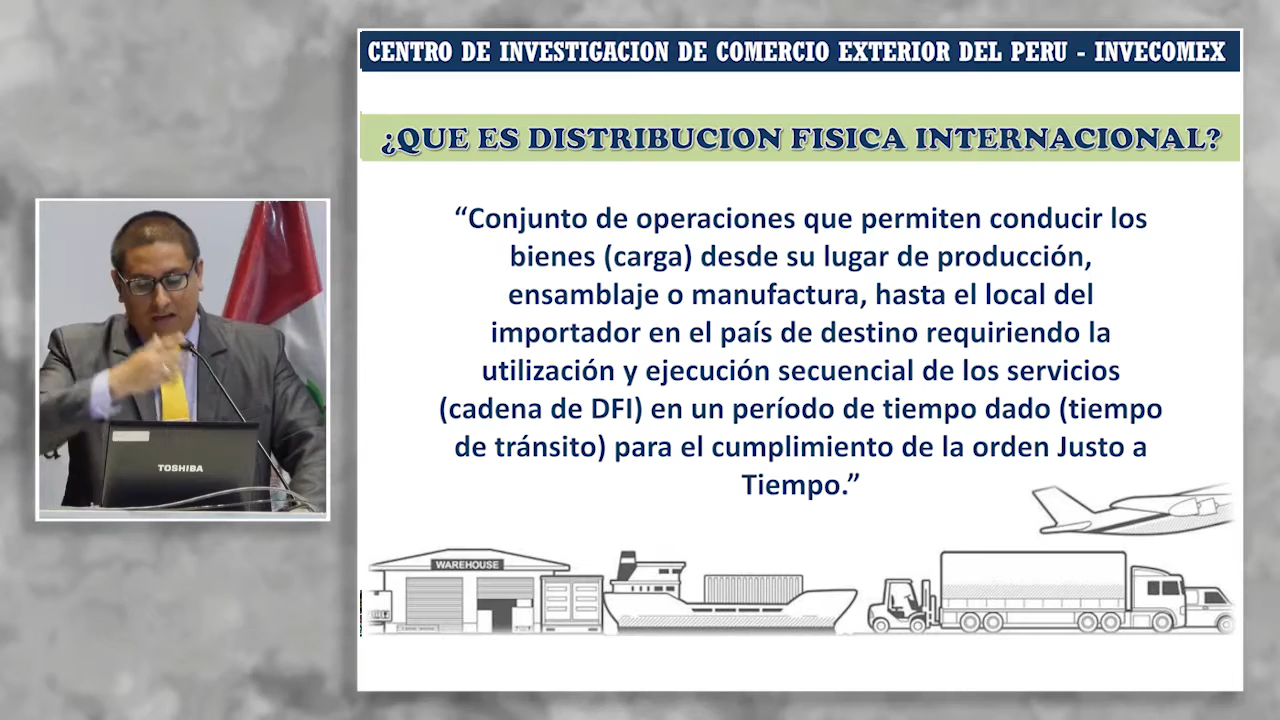 CENTRO DE INVESTIGACION DE COMERCIO EXTERIOR DEL PERU - INVECOMEX
¿QUE ES DISTRIBUCION FISICA INTERNACIONAL?
“Conjunto de operaciones que permiten conducir los
bienes (carga) desde su lugar de producción,
ensamblaje o manufactura, hasta el local del
importador en el país de destino requiriendo la
utilización y ejecución secuencial de los servicios
(cadena de DFI) en un período de tiempo dado (tiempo
de tránsito) para el cumplimiento de la orden Justo a
Tiempo.”
TOSHIBA
WAREHOUSE